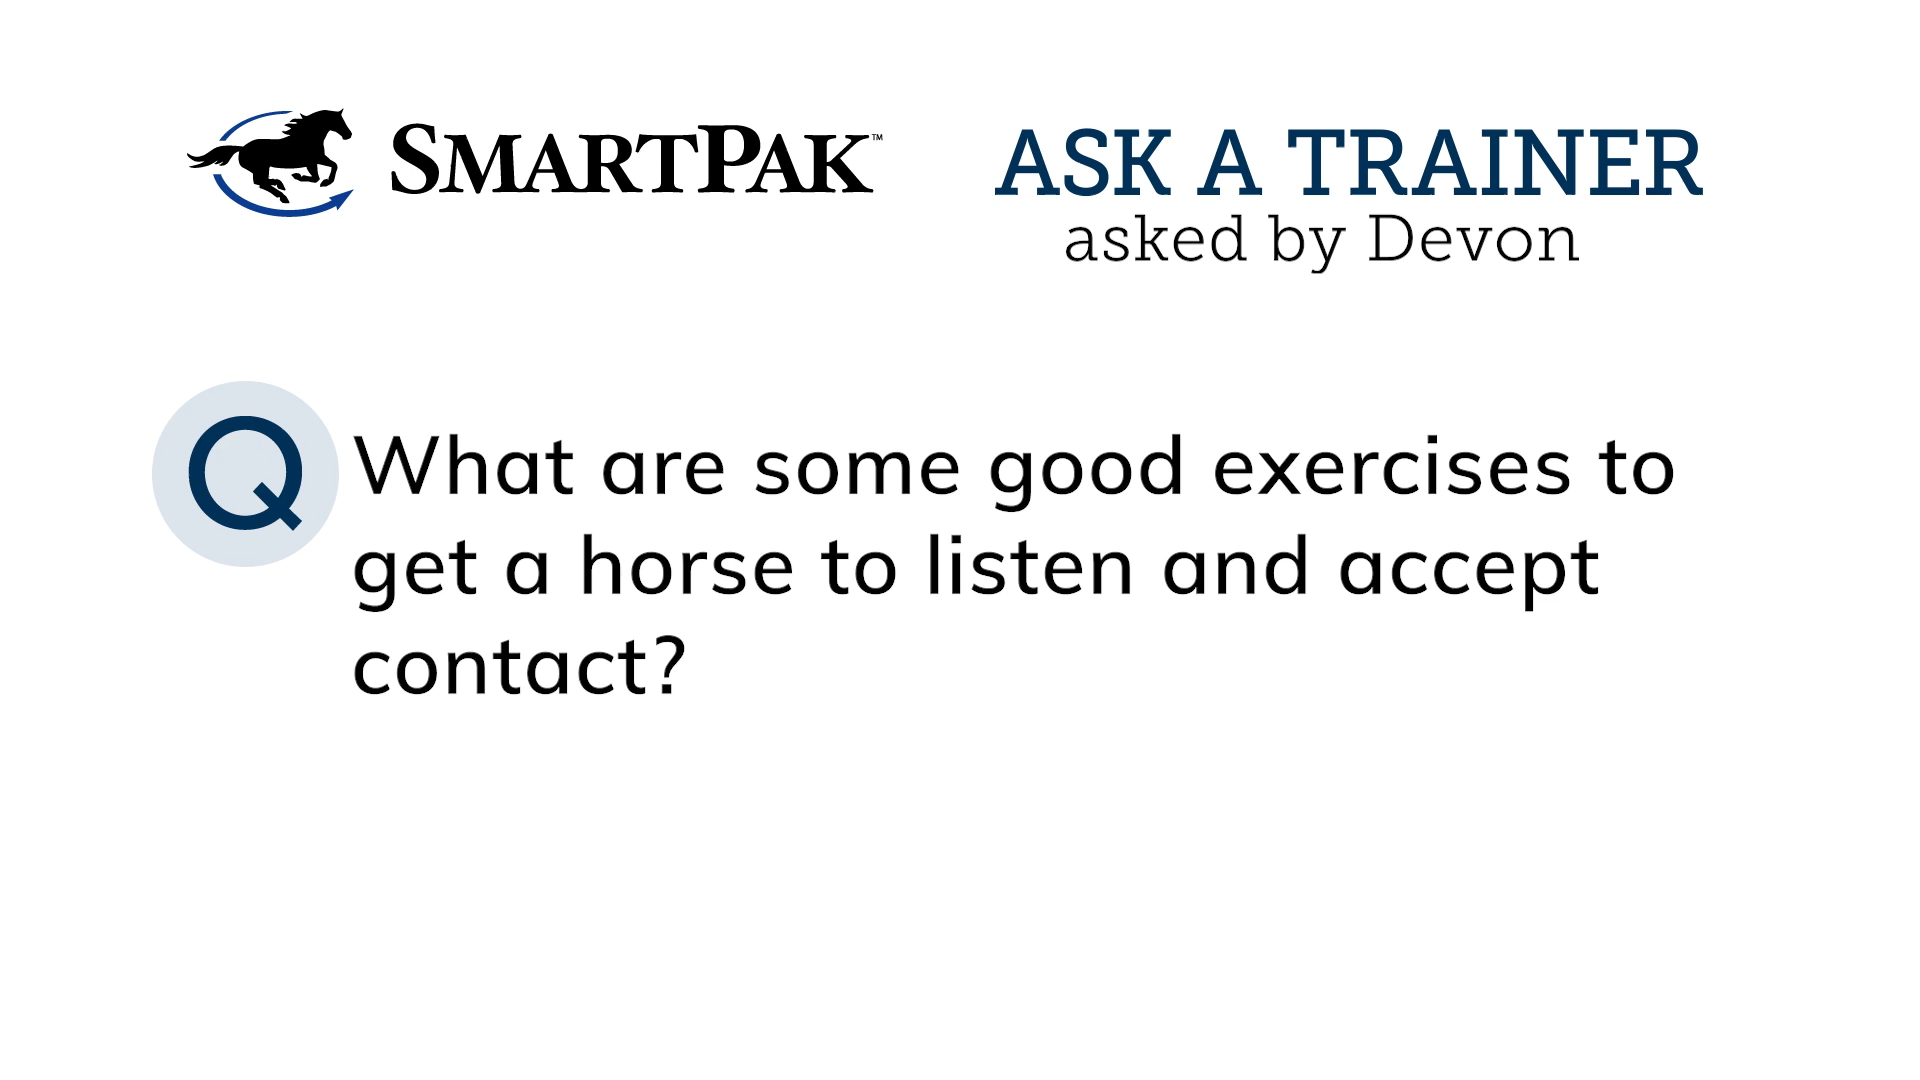 SMARTPAK™
ASK A TRAINER
asked by Devon
Q
What are some good exercises to
get a horse to listen and accept
contact?